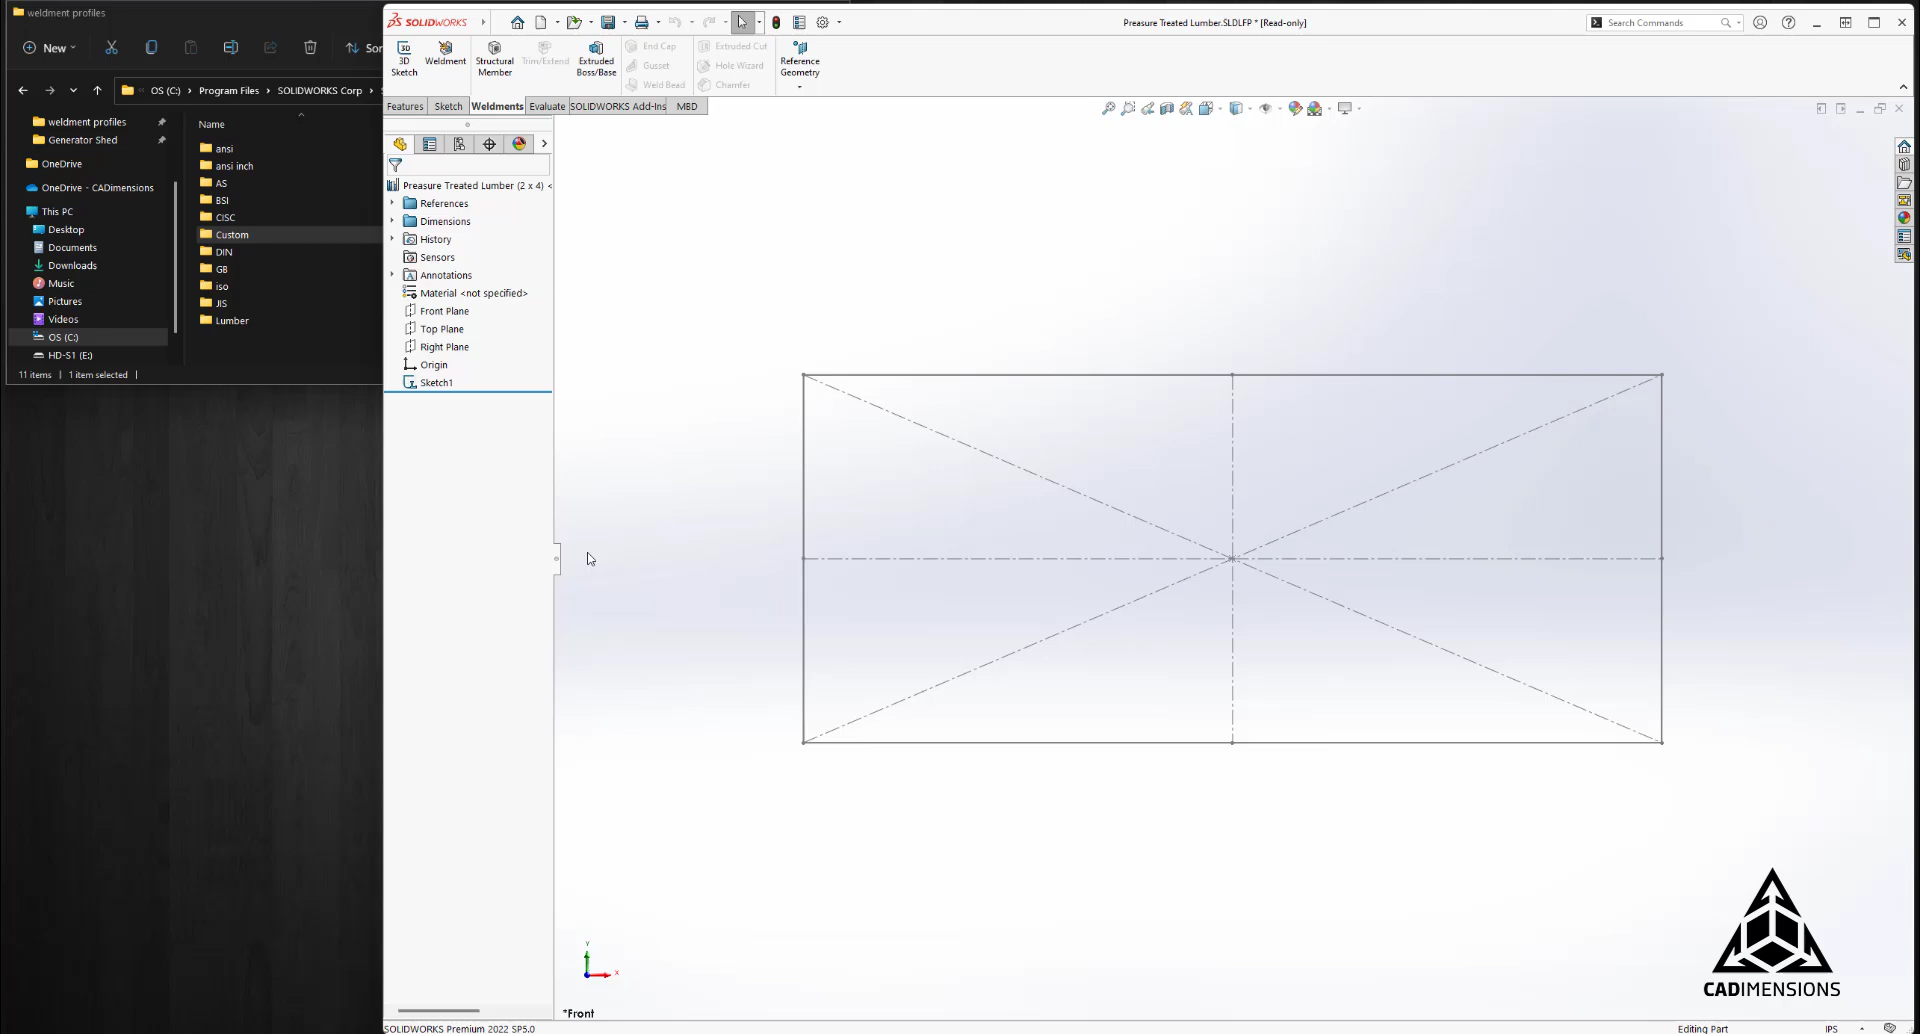 weldment profiles
New
Sor
OS (C:) > Program Files > SOLIDWORKS Corp >
weldment profiles
Generator Shed
OneDrive
OneDrive - CADimensions
This PC
Desktop
Documents
Downloads
Music
Pictures
Videos
OS (C:)
HD-S1 (E:)
Name
ansi
ansi inch
AS
BSI
CISC
Custom
DIN
GB
iso
JIS
Lumber
11 items
1 item selected
SOLIDWORKS
Preasure Treated Lumber.SLDLFP * [Read-only]
Search Commands
3D
Sketch
Weldment
Structural
Member
Trim/Extend
Extruded
Boss/Base
End Cap
Gusset
Weld Bead
Extruded Cut
Hole Wizard
Chamfer
Reference
Geometry
Features
Sketch
Weldments
Evaluate
SOLIDWORKS Add-Ins
MBD
Preasure Treated Lumber (2 x 4) <
References
Dimensions
History
Sensors
Annotations
Material <not specified>
Front Plane
Top Plane
Right Plane
Origin
Sketch1
Y
X
*Front
CADIMENSIONS
SOLIDWORKS Premium 2022 SP5.0
Editing Part
IPS